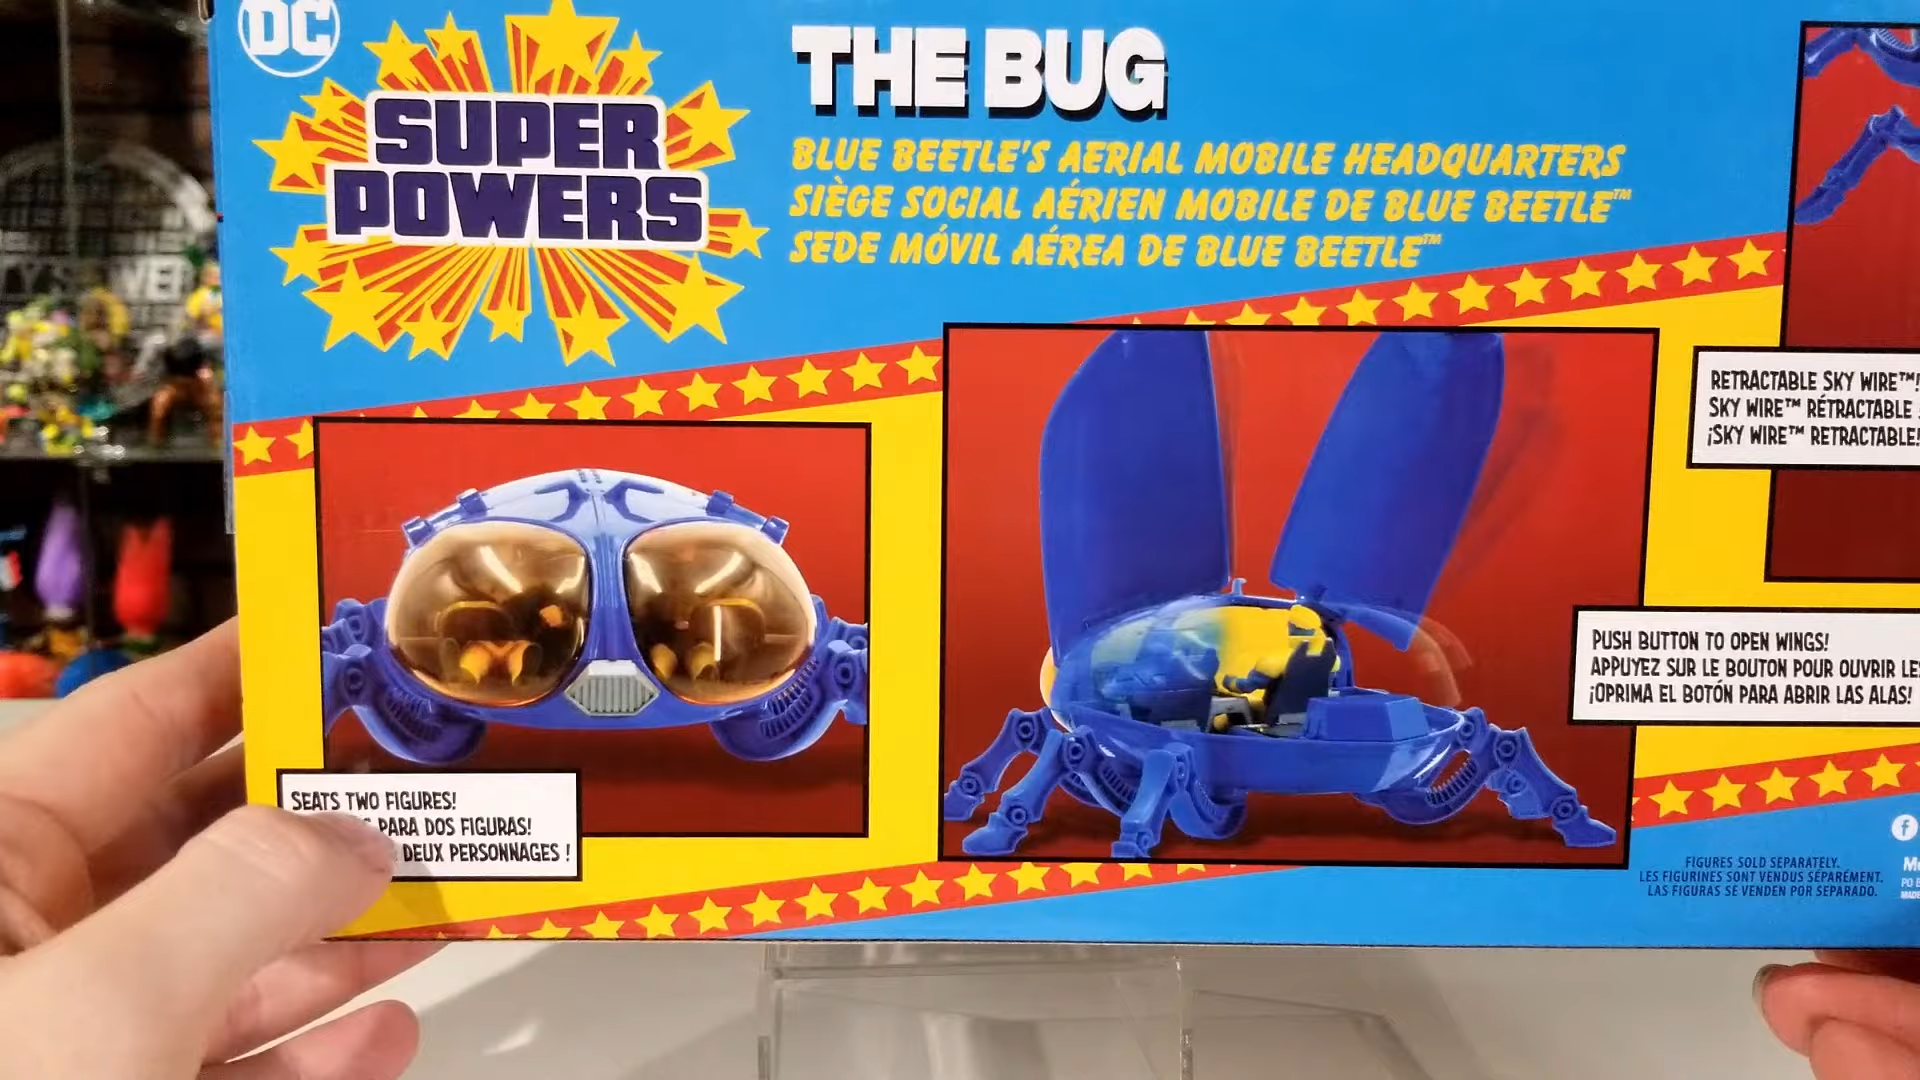 DC
SUPER
POWERS
THE BUG
BLUE BEETLE'S AERIAL MOBILE HEADQUARTERS
SIÈGE SOCIAL AÉRIEN MOBILE DE BLUE BEETLE™
SEDE MÓVIL AÉREA DE BLUE BEETLE™
RETRACTABLE SKY WIRE™!
SKY WIRE™ RÉTRACTABLE
¡SKY WIRE™ RETRACTABLE!
PUSH BUTTON TO OPEN WINGS!
APPUYEZ SUR LE BOUTON POUR OUVRIR LES
¡OPRIMA EL BOTÓN PARA ABRIR LAS ALAS!
SEATS TWO FIGURES!
PARA DOS FIGURAS!
DEUX PERSONNAGES !
FIGURES SOLD SEPARATELY.
LES FIGURINES SONT VENDUS SÉPARÉMENT.
LAS FIGURAS SE VENDEN POR SEPARADO.